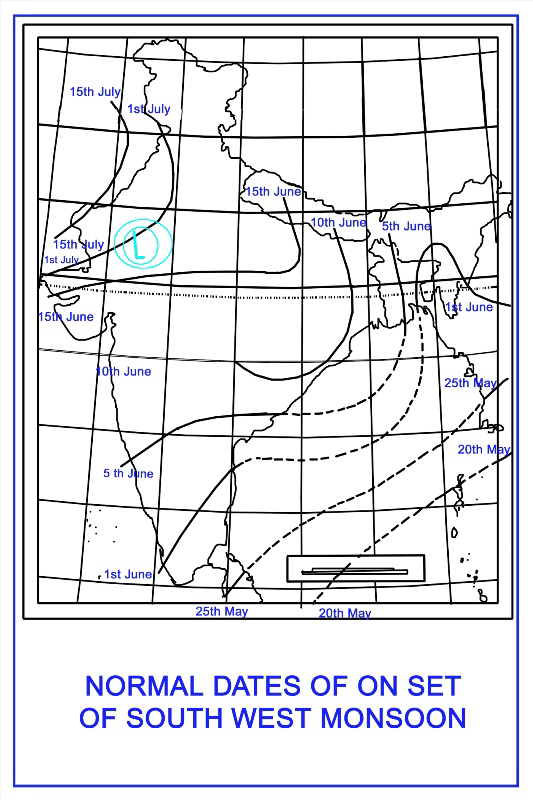 15th July
1st July
15th June
10th June
5th June
15th July
1st July
L
15th June
1st June
10th June
25th May
20th May
5 th June
1st June
25th May
20th May
NORMAL DATES OF ON SET
OF SOUTH WEST MONSOON